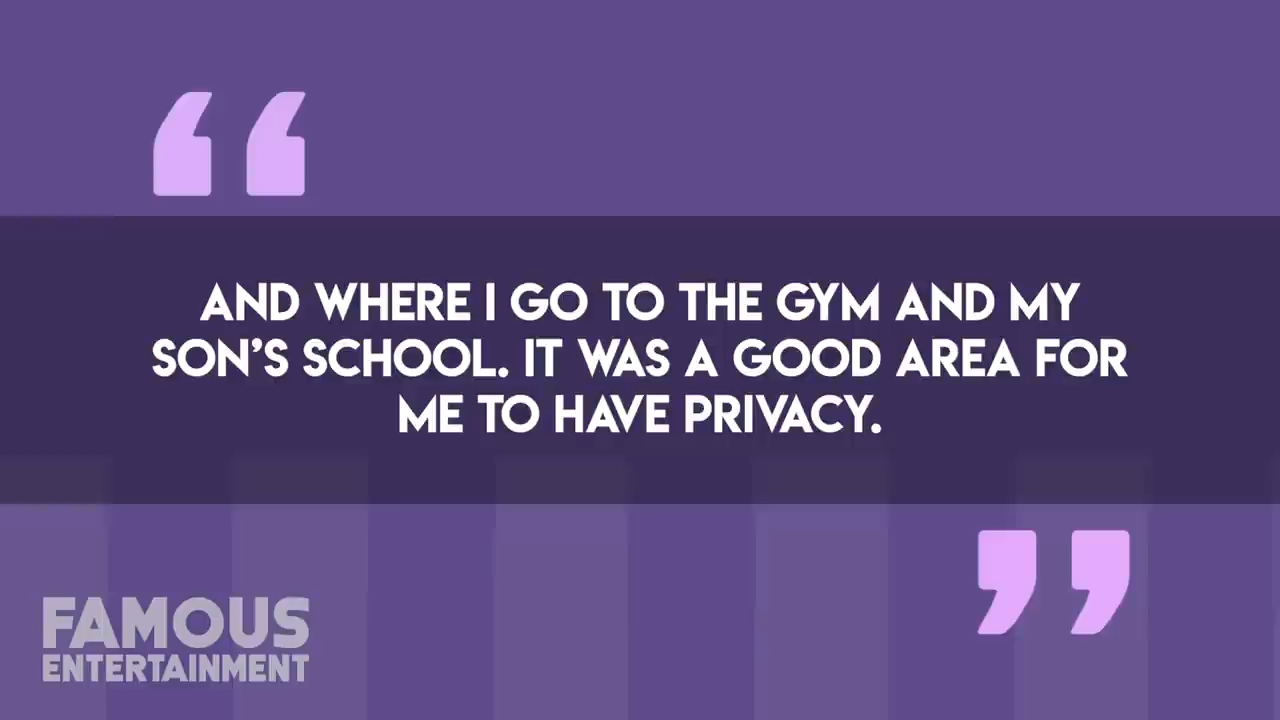 AND WHERE I GO TO THE GYM AND MY
SON’S SCHOOL. IT WAS A GOOD AREA FOR
ME TO HAVE PRIVACY.
FAMOUS
ENTERTAINMENT